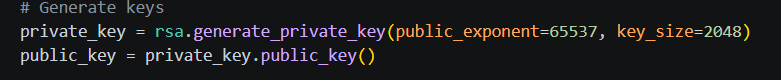 # Generate keys
private_key = rsa.generate_private_key(public_exponent=65537, key_size=2048)
public_key = private_key.public_key()